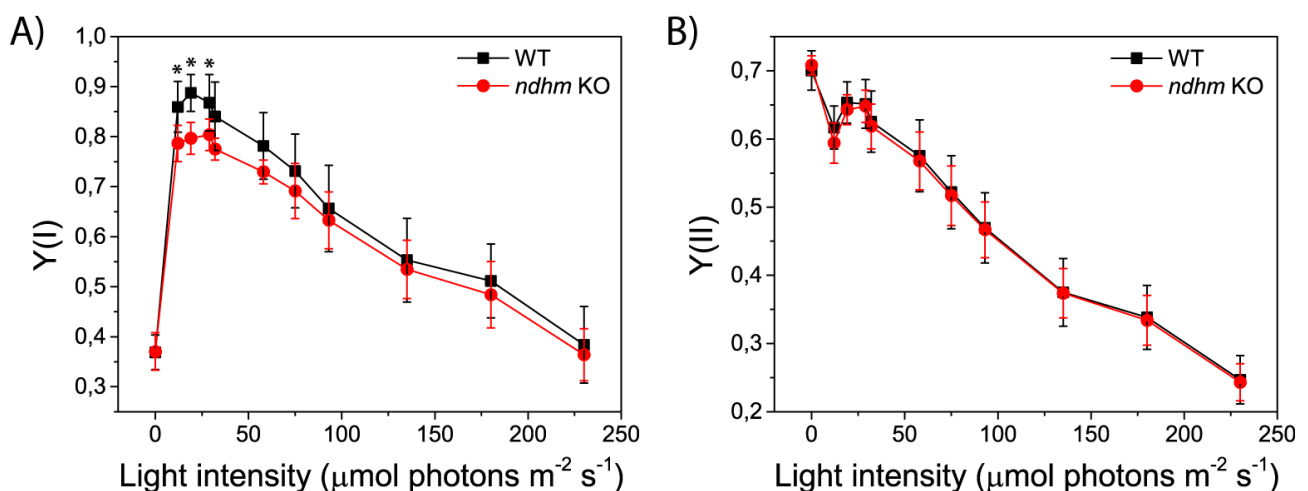 A)
Y(I)
1,0
0,9
0,8
0,7
0,6
0,5
0,4
0,3
* * *
WT
ndhm KO
0 50 100 150 200 250
Light intensity (μmol photons m⁻² s⁻¹)
B)
Y(II)
0,7
0,6
0,5
0,4
0,3
0,2
WT
ndhm KO
0 50 100 150 200 250
Light intensity (μmol photons m⁻² s⁻¹)